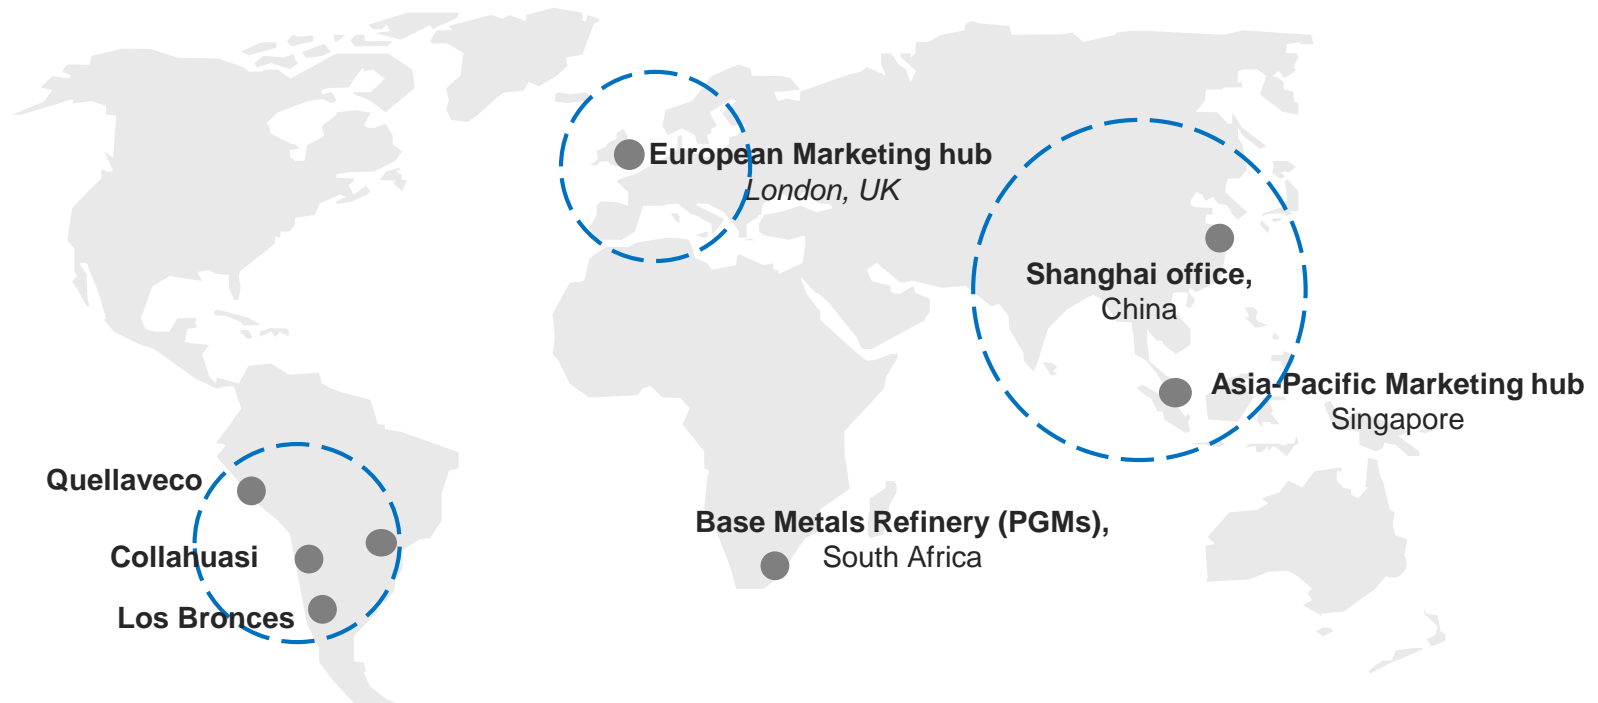 European Marketing hub
London, UK
Shanghai office,
China
Asia-Pacific Marketing hub
Singapore
Quellaveco
Collahuasi
Los Bronces
Base Metals Refinery (PGMs),
South Africa